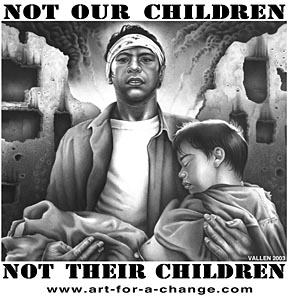 NOT OUR CHILDREN
VALLEN 2003
NOT THEIR CHILDREN
www.art-for-a-change.com